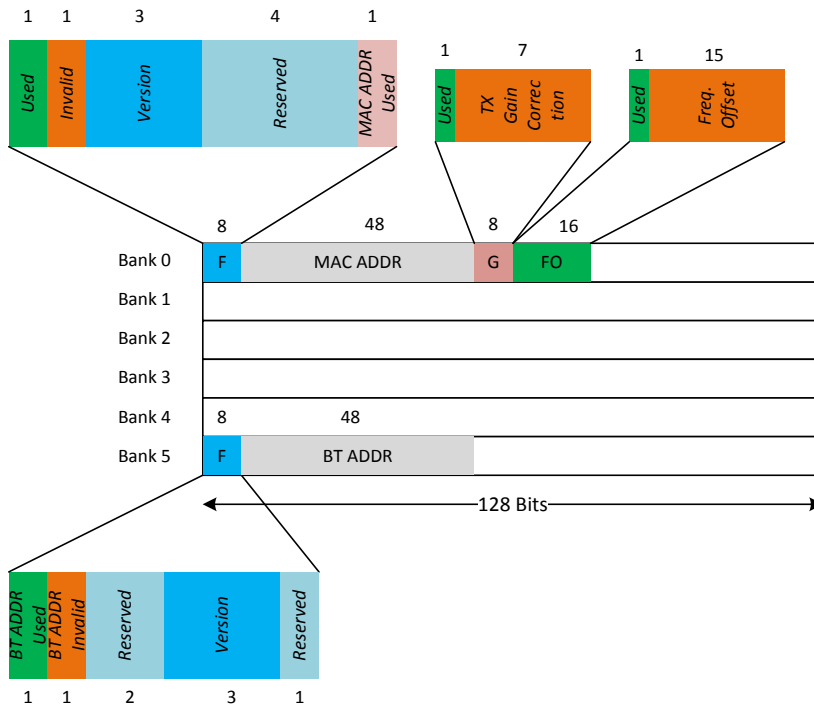 1 1 3 4 1
Used
Invalid
Version
Reserved
MAC ADDR
Used
1 7
Used
TX
Gain
Correc
tion
1 15
Used
Freq.
Offset
8 48 8 16
Bank 0 F MAC ADDR G FO
Bank 1
Bank 2
Bank 3
Bank 4 8 48
Bank 5 F BT ADDR
128 Bits
BT ADDR
Used
BT ADDR
Invalid
Reserved
Version
Reserved
1 1 2 3 1